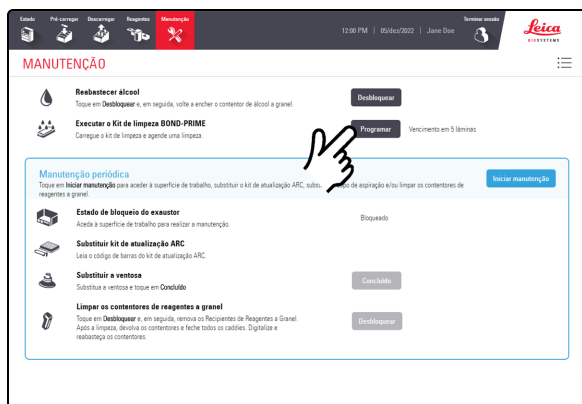 Estado Pré-carregar Descarregar Reagentes Manutenção Terminar sessão
12:00 PM | 05/dez/2022 | Jane Doe
Leica
BIOSYSTEMS
MANUTENÇÃO
Reabastecer álcool
Toque em Desbloquear e, em seguida, volte a encher o contentor de álcool a granel.
Desbloquear
Executar o Kit de limpeza BOND-PRIME
Carregue o kit de limpeza e agende uma limpeza.
Programar Vencimento em 5 lâminas
Manutenção periódica
Toque em Iniciar manutenção para aceder à superfície de trabalho, substituir o kit de atualização ARC, de aspiração e/ou limpar os contentores de
reagentes a granel.
Iniciar manutenção
Estado de bloqueio do exaustor
Aceda à superfície de trabalho para realizar a manutenção.
Bloqueado
Substituir kit de atualização ARC
Leia o código de barras do kit de atualização ARC.
Substituir a ventosa
Substitua a ventosa e toque em Concluído
Concluído
Limpar os contentores de reagentes a granel
Toque em Desbloquear e, em seguida, remova os Recipientes de Reagentes a Granel.
Após a limpeza, devolva os contentores e feche todos os caddies. Digitalize e
reabasteça os contentores.
Desbloquear